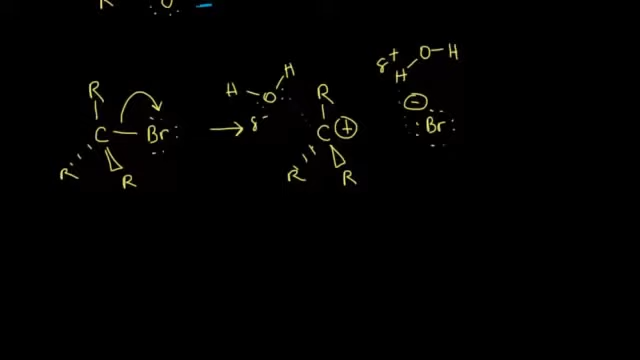 δ+ O-H
H
R H H
O R
C Br: → δ- C + - :Br:
R R R R